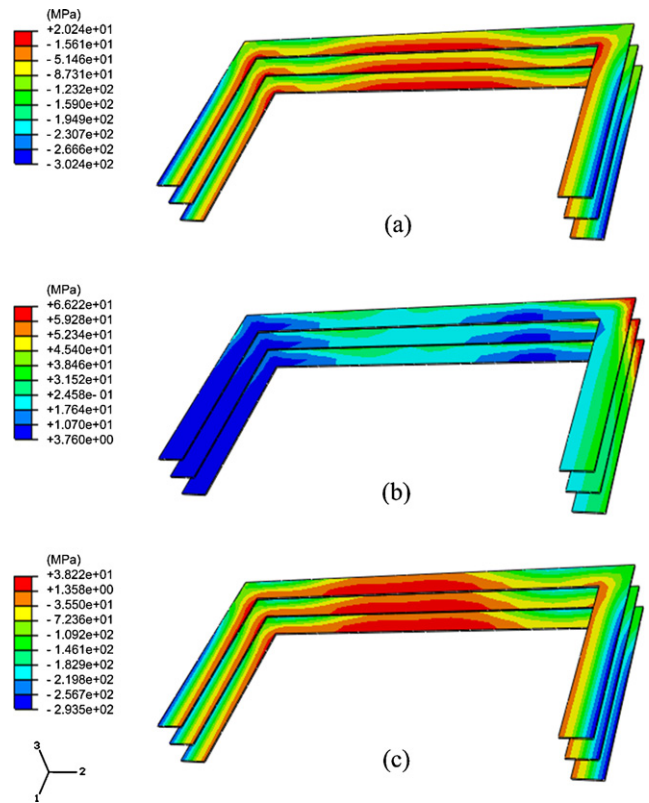 (MPa)
+2.024e+01
- 1.561e+01
- 5.146e+01
- 8.731e+01
- 1.232e+02
- 1.590e+02
- 1.949e+02
- 2.307e+02
- 2.666e+02
- 3.024e+02
(a)
(MPa)
+6.622e+01
+5.928e+01
+5.234e+01
+4.540e+01
+3.846e+01
+3.152e+01
+2.458e- 01
+1.764e+01
+1.070e+01
+3.760e+00
(b)
(MPa)
+3.822e+01
+1.358e+00
- 3.550e+01
- 7.236e+01
- 1.092e+02
- 1.461e+02
- 1.829e+02
- 2.198e+02
- 2.567e+02
- 2.935e+02
(c)
3
2
1